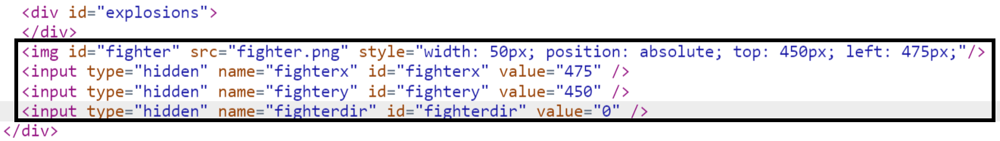 <div id="explosions">
</div>
<img id="fighter" src="fighter.png" style="width: 50px; position: absolute; top: 450px; left: 475px;"/>
<input type="hidden" name="fighterx" id="fighterx" value="475" />
<input type="hidden" name="fightery" id="fightery" value="450" />
<input type="hidden" name="fighterdir" id="fighterdir" value="0" />
</div>